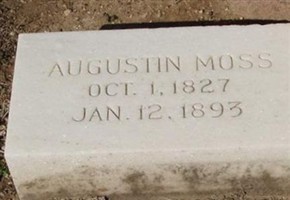 AUGUSTIN MOSS
OCT. 1, 1827
JAN. 12, 1893